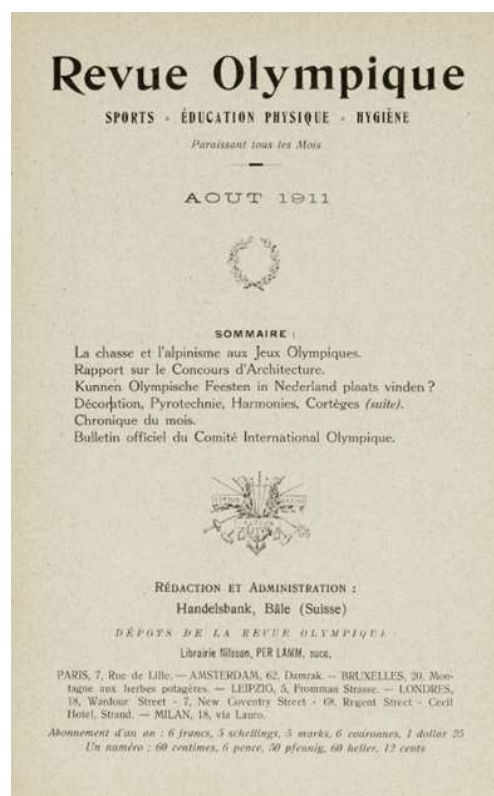 Revue Olympique
SPORTS - ÉDUCATION PHYSIQUE - HYGIÈNE
Paraissant tous les Mois
AOUT 1911
SOMMAIRE :
La chasse et l'alpinisme aux Jeux Olympiques.
Rapport sur le Concours d'Architecture.
Kunnen Olympische Feesten in Nederland plaats vinden ?
Décoration, Pyrotechnie, Harmonies, Cortèges (suite).
Chronique du mois.
Bulletin officiel du Comité International Olympique.
RÉDACTION ET ADMINISTRATION :
Handelsbank, Bâle (Suisse)
DÉPOTS DE LA REVUE OLYMPIQUE
Librairie Nilsson, PER LAMM, succ.
PARIS, 7, Rue de Lille. — AMSTERDAM, 62, Damrak. — BRUXELLES, 20, Mon-
tagne aux herbes potagères. — LEIPZIG, 5, Fromman Strasse. — LONDRES,
18, Wardour Street - 7, New Coventry Street - 68, Regent Street - Cecil
Hotel, Strand. — MILAN, 18, via Lauro.
Abonnement d'un an : 6 francs, 5 schellings, 5 marks, 6 couronnes, 1 dollar 25
Un numéro : 60 centimes, 6 pence, 50 pfennig, 60 heller, 12 cents